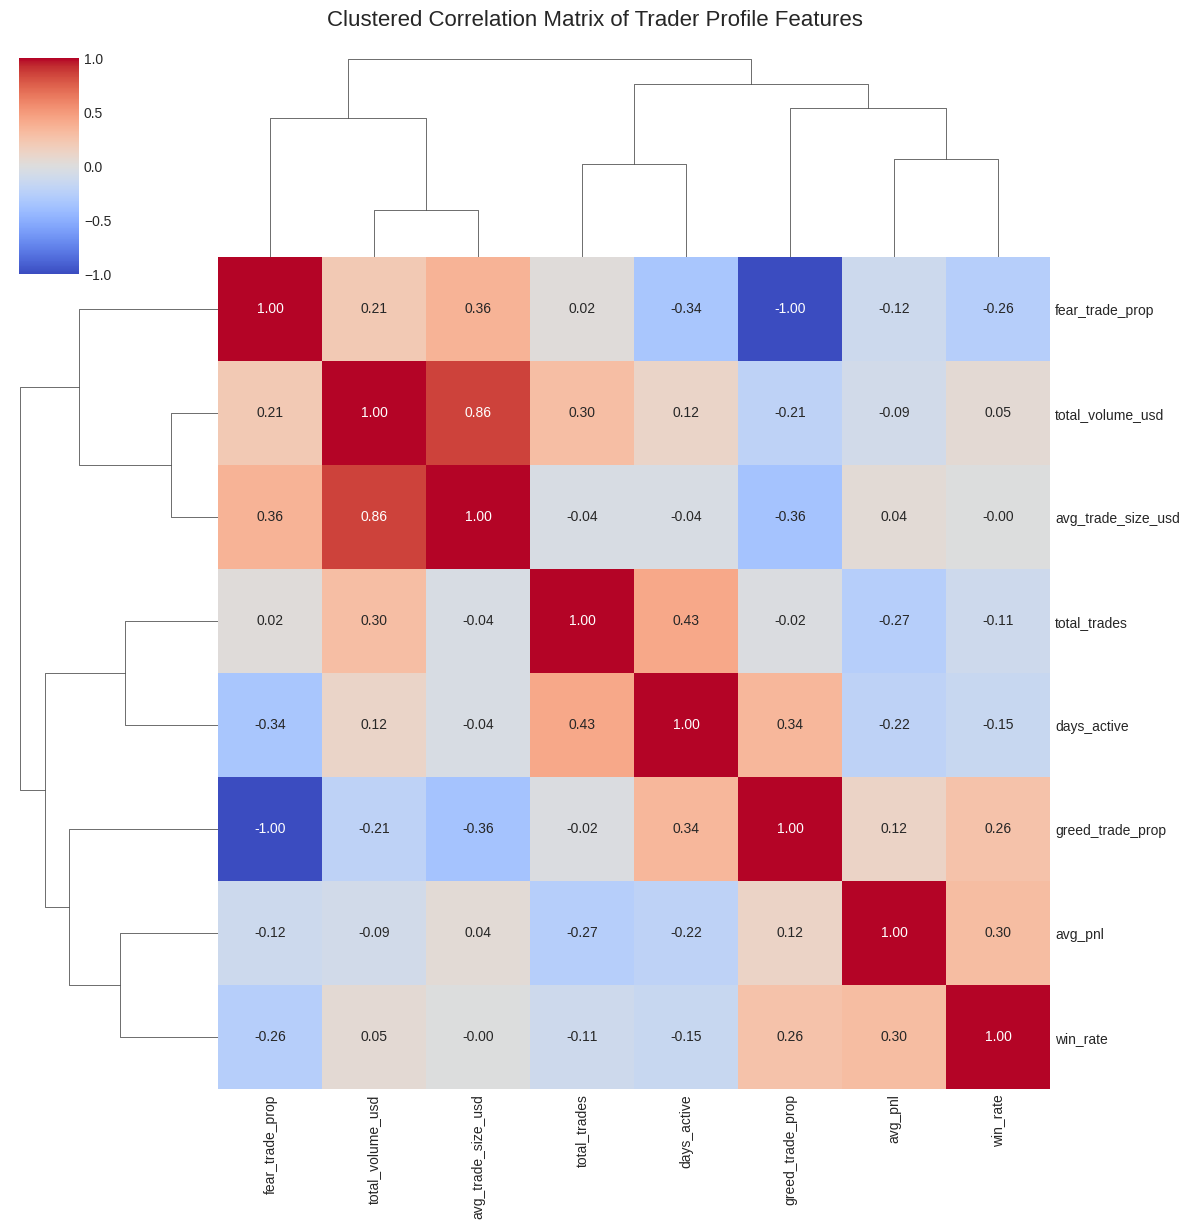 Clustered Correlation Matrix of Trader Profile Features
1.0
0.5
0.0
−0.5
−1.0
1.00 0.21 0.36 0.02 -0.34 -1.00 -0.12 -0.26 fear_trade_prop
0.21 1.00 0.86 0.30 0.12 -0.21 -0.09 0.05 total_volume_usd
0.36 0.86 1.00 -0.04 -0.04 -0.36 0.04 -0.00 avg_trade_size_usd
0.02 0.30 -0.04 1.00 0.43 -0.02 -0.27 -0.11 total_trades
-0.34 0.12 -0.04 0.43 1.00 0.34 -0.22 -0.15 days_active
-1.00 -0.21 -0.36 -0.02 0.34 1.00 0.12 0.26 greed_trade_prop
-0.12 -0.09 0.04 -0.27 -0.22 0.12 1.00 0.30 avg_pnl
-0.26 0.05 -0.00 -0.11 -0.15 0.26 0.30 1.00 win_rate
fear_trade_prop
total_volume_usd
avg_trade_size_usd
total_trades
days_active
greed_trade_prop
avg_pnl
win_rate